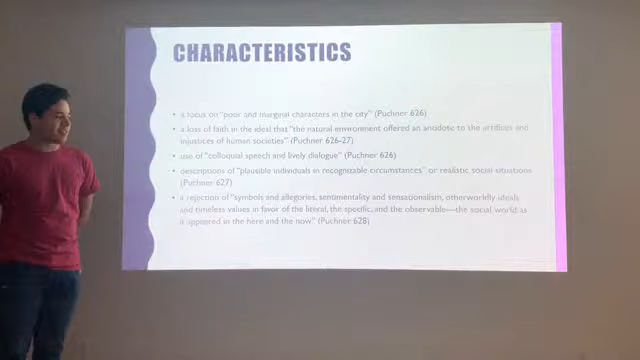 CHARACTERISTICS
• a focus on "poor and marginal characters in the city" (Puchner 626)
• a loss of faith in the ideal that "the natural environment offered an antidote to the artifices and
injustices of human societies" (Puchner 626-27)
• use of "colloquial speech and lively dialogue" (Puchner 626)
• descriptions of "plausible individuals in recognizable circumstances" or realistic social situations
(Puchner 627)
• a rejection of "symbols and allegories, sentimentality and sensationalism, otherworldly ideals
and timeless values in favor of the literal, the specific, and the observable—the social world as
it appeared in the here and the now" (Puchner 628)